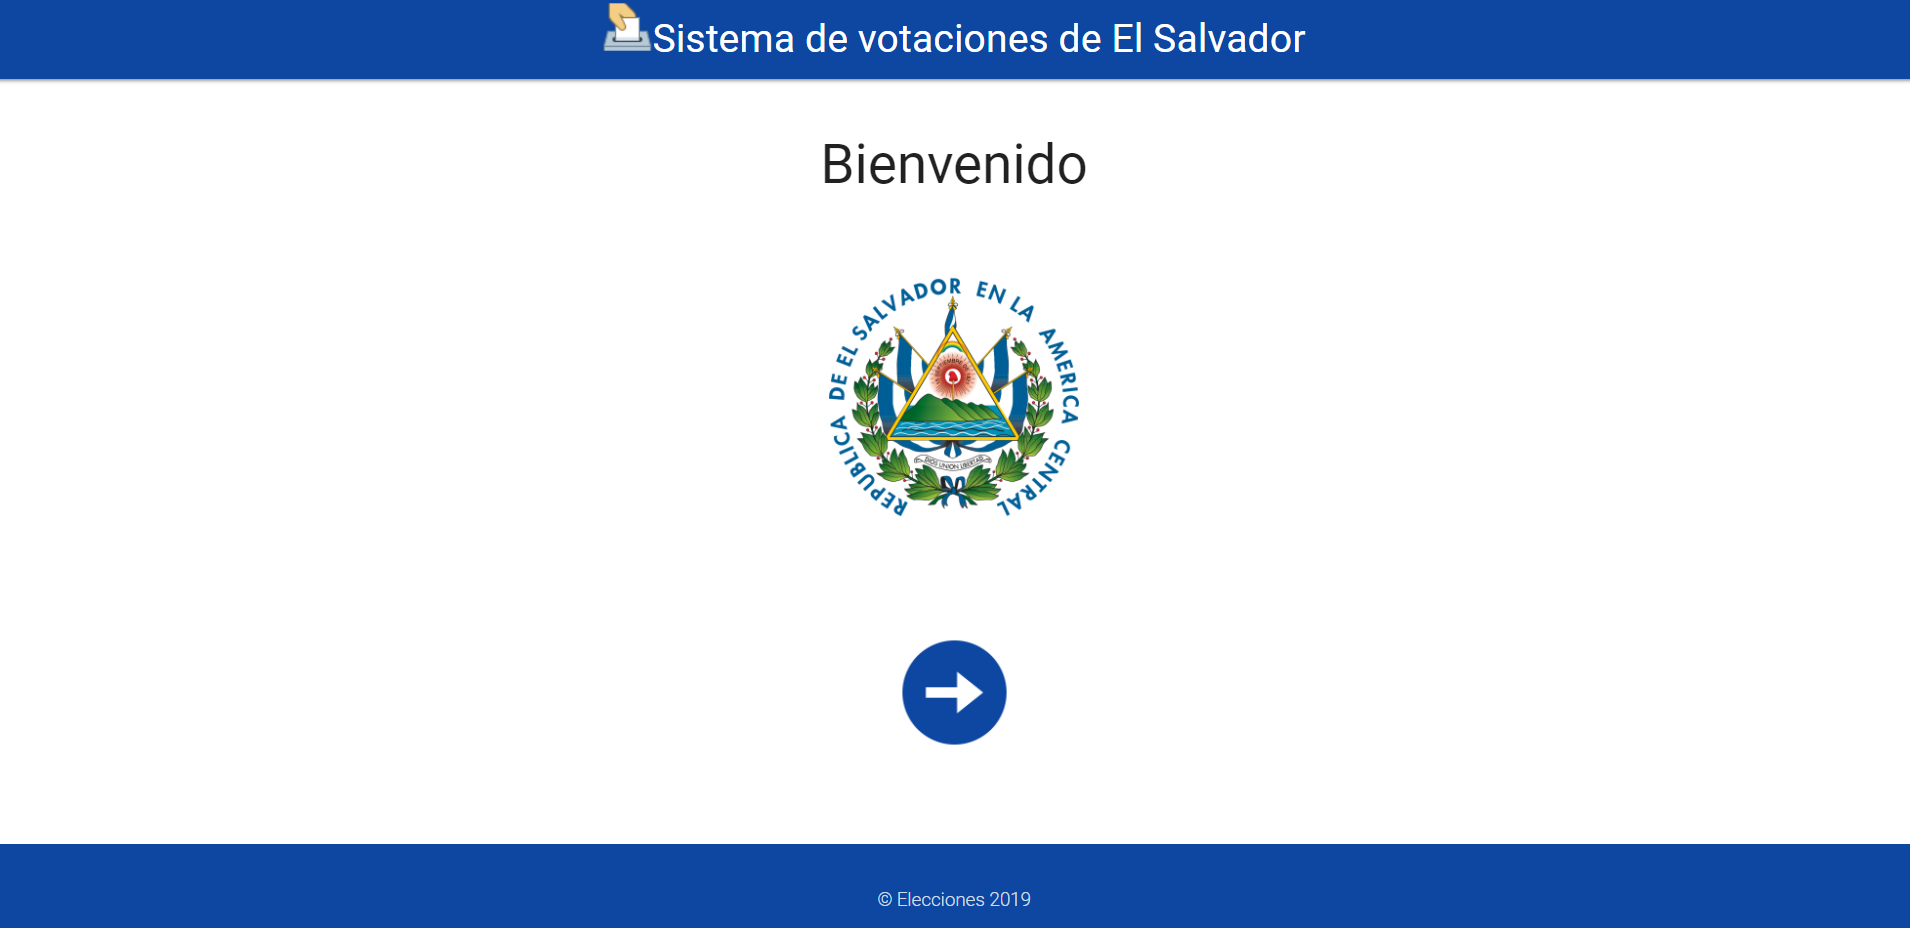 Sistema de votaciones de El Salvador
Bienvenido
REPUBLICA DE EL SALVADOR EN LA AMERICA CENTRAL
DIOS UNION LIBERTAD
© Elecciones 2019